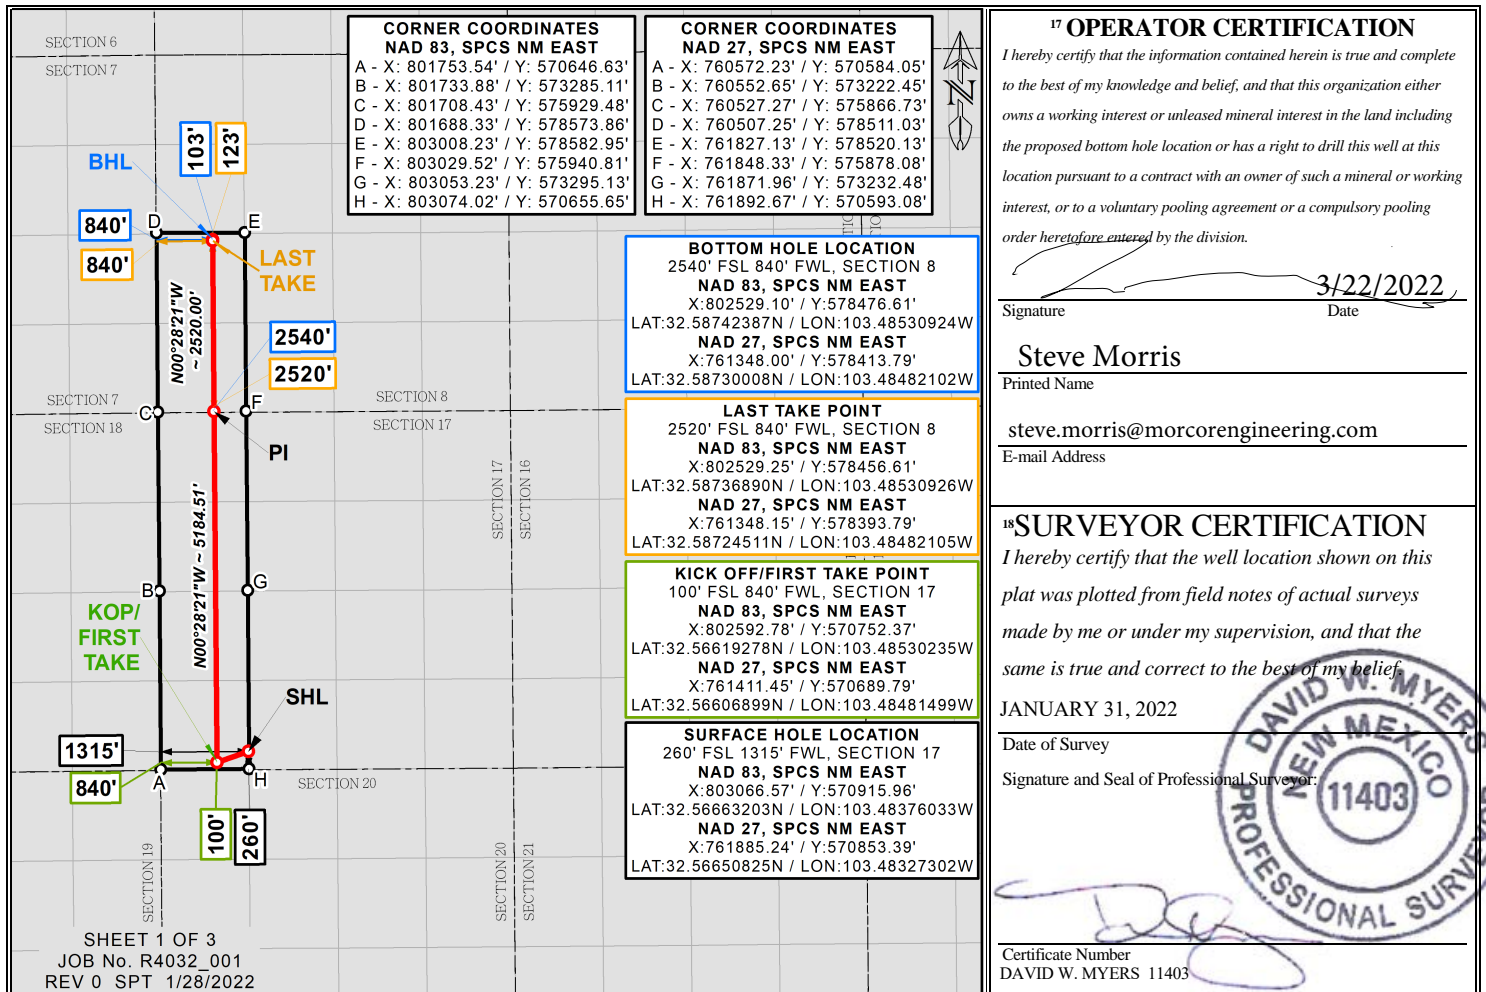 SECTION 6
SECTION 7
CORNER COORDINATES
NAD 83, SPCS NM EAST
A - X: 801753.54' / Y: 570646.63'
B - X: 801733.88' / Y: 573285.11'
C - X: 801708.43' / Y: 575929.48'
D - X: 801688.33' / Y: 578573.86'
E - X: 803008.23' / Y: 578582.95'
F - X: 803029.52' / Y: 575940.81'
G - X: 803053.23' / Y: 573295.13'
H - X: 803074.02' / Y: 570655.65'
CORNER COORDINATES
NAD 27, SPCS NM EAST
A - X: 760572.23' / Y: 570584.05'
B - X: 760552.65' / Y: 573222.45'
C - X: 760527.27' / Y: 575866.73'
D - X: 760507.25' / Y: 578511.03'
E - X: 761827.13' / Y: 578520.13'
F - X: 761848.33' / Y: 575878.08'
G - X: 761871.96' / Y: 573232.48'
H - X: 761892.67' / Y: 570593.08'
N
103'
123'
BHL
840'
D
E
840'
LAST
TAKE
N00°28'21"W
~ 2520.00'
2540'
2520'
SECTION 7
SECTION 18
C
F
SECTION 8
SECTION 17
PI
SECTION 17
SECTION 16
N00°28'21"W ~ 5184.51'
B
G
KOP/
FIRST
TAKE
SHL
1315'
840'
A
H
SECTION 20
100'
260'
SECTION 19
SECTION 20
SECTION 21
BOTTOM HOLE LOCATION
2540' FSL 840' FWL, SECTION 8
NAD 83, SPCS NM EAST
X:802529.10' / Y:578476.61'
LAT:32.58742387N / LON:103.48530924W
NAD 27, SPCS NM EAST
X:761348.00' / Y:578413.79'
LAT:32.58730008N / LON:103.48482102W
LAST TAKE POINT
2520' FSL 840' FWL, SECTION 8
NAD 83, SPCS NM EAST
X:802529.25' / Y:578456.61'
LAT:32.58736890N / LON:103.48530926W
NAD 27, SPCS NM EAST
X:761348.15' / Y:578393.79'
LAT:32.58724511N / LON:103.48482105W
KICK OFF/FIRST TAKE POINT
100' FSL 840' FWL, SECTION 17
NAD 83, SPCS NM EAST
X:802592.78' / Y:570752.37'
LAT:32.56619278N / LON:103.48530235W
NAD 27, SPCS NM EAST
X:761411.45' / Y:570689.79'
LAT:32.56606899N / LON:103.48481499W
SURFACE HOLE LOCATION
260' FSL 1315' FWL, SECTION 17
NAD 83, SPCS NM EAST
X:803066.57' / Y:570915.96'
LAT:32.56663203N / LON:103.48376033W
NAD 27, SPCS NM EAST
X:761885.24' / Y:570853.39'
LAT:32.56650825N / LON:103.48327302W
SHEET 1 OF 3
JOB No. R4032_001
REV 0 SPT 1/28/2022
17 OPERATOR CERTIFICATION
I hereby certify that the information contained herein is true and complete
to the best of my knowledge and belief, and that this organization either
owns a working interest or unleased mineral interest in the land including
the proposed bottom hole location or has a right to drill this well at this
location pursuant to a contract with an owner of such a mineral or working
interest, or to a voluntary pooling agreement or a compulsory pooling
order heretofore entered by the division.
3/22/2022
Signature Date
Steve Morris
Printed Name
steve.morris@morcorengineering.com
E-mail Address
18 SURVEYOR CERTIFICATION
I hereby certify that the well location shown on this
plat was plotted from field notes of actual surveys
made by me or under my supervision, and that the
same is true and correct to the best of my belief.
JANUARY 31, 2022
Date of Survey
Signature and Seal of Professional Surveyor:
DAVID W. MYERS
NEW MEXICO
11403
PROFESSIONAL SURVEYOR
Certificate Number
DAVID W. MYERS 11403